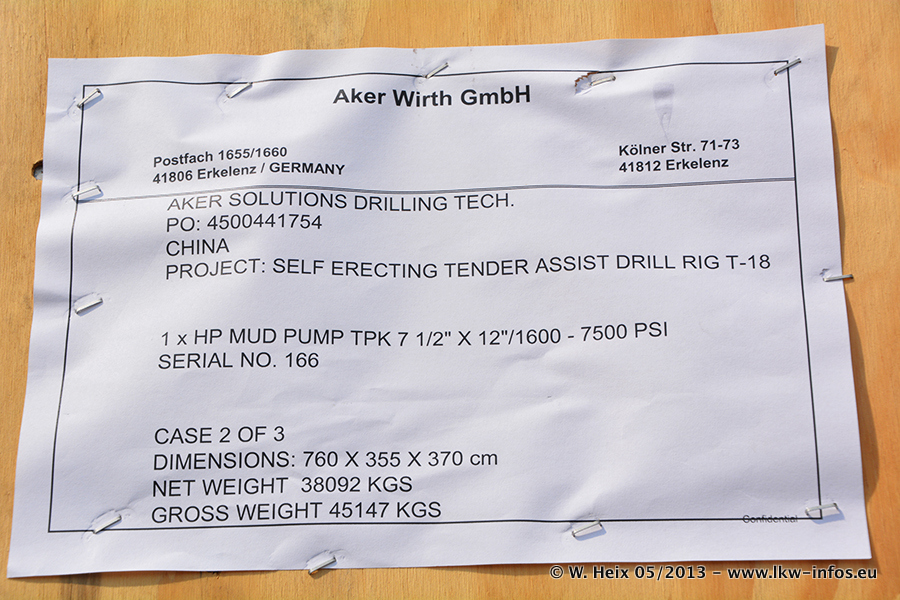 Aker Wirth GmbH
Postfach 1655/1660
41806 Erkelenz / GERMANY
Kölner Str. 71-73
41812 Erkelenz
AKER SOLUTIONS DRILLING TECH.
PO: 4500441754
CHINA
PROJECT: SELF ERECTING TENDER ASSIST DRILL RIG T-18
1 x HP MUD PUMP TPK 7 1/2" X 12"/1600 - 7500 PSI
SERIAL NO. 166
CASE 2 OF 3
DIMENSIONS: 760 X 355 X 370 cm
NET WEIGHT 38092 KGS
GROSS WEIGHT 45147 KGS
Confidential
© W. Heix 05/2013 - www.lkw-infos.eu